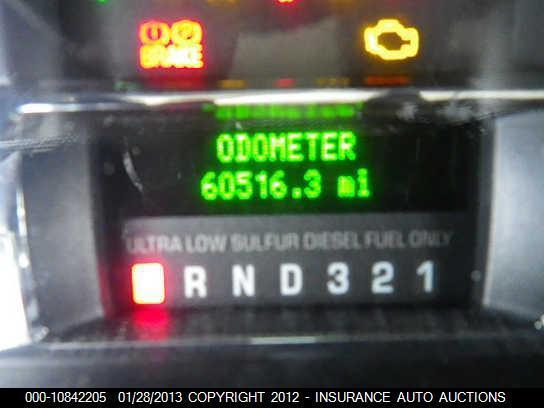 BRAKE
ODOMETER
60516.3 mi
ULTRA LOW SULFUR DIESEL FUEL ONLY
R N D 3 2 1
000-10842205 01/28/2013 COPYRIGHT 2012 - INSURANCE AUTO AUCTIONS